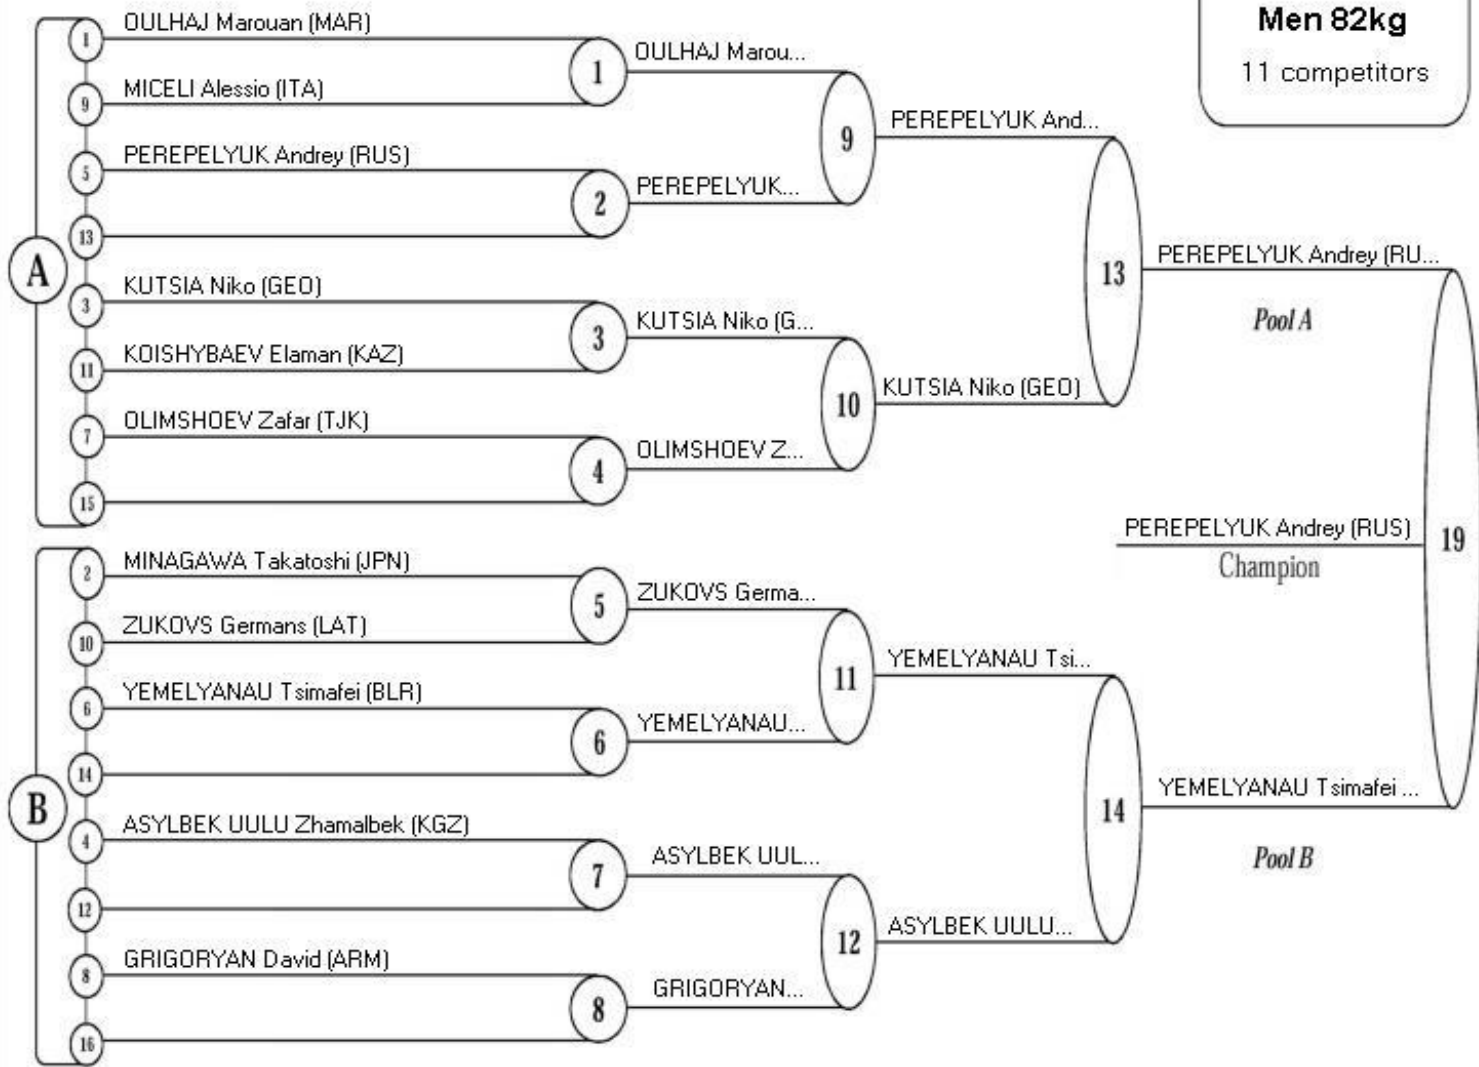 Men 82kg
11 competitors
A
1
OULHAJ Marouan (MAR)
9
MICELI Alessio (ITA)
5
PEREPELYUK Andrey (RUS)
13
3
KUTSIA Niko (GEO)
11
KOISHYBAEV Elaman (KAZ)
7
OLIMSHOEV Zafar (TJK)
15
B
2
MINAGAWA Takatoshi (JPN)
10
ZUKOVS Germans (LAT)
6
YEMELYANAU Tsimafei (BLR)
14
4
ASYLBEK UULU Zhamalbek (KGZ)
12
8
GRIGORYAN David (ARM)
16
1
OULHAJ Marou...
2
PEREPELYUK...
3
KUTSIA Niko (G...
4
OLIMSHOEV Z...
5
ZUKOVS Germa...
6
YEMELYANAU...
7
ASYLBEK UUL...
8
GRIGORYAN...
9
PEREPELYUK And...
10
KUTSIA Niko (GEO)
11
YEMELYANAU Tsi...
12
ASYLBEK UULU...
13
PEREPELYUK Andrey (RU...
Pool A
14
YEMELYANAU Tsimafei ...
Pool B
19
PEREPELYUK Andrey (RUS)
Champion